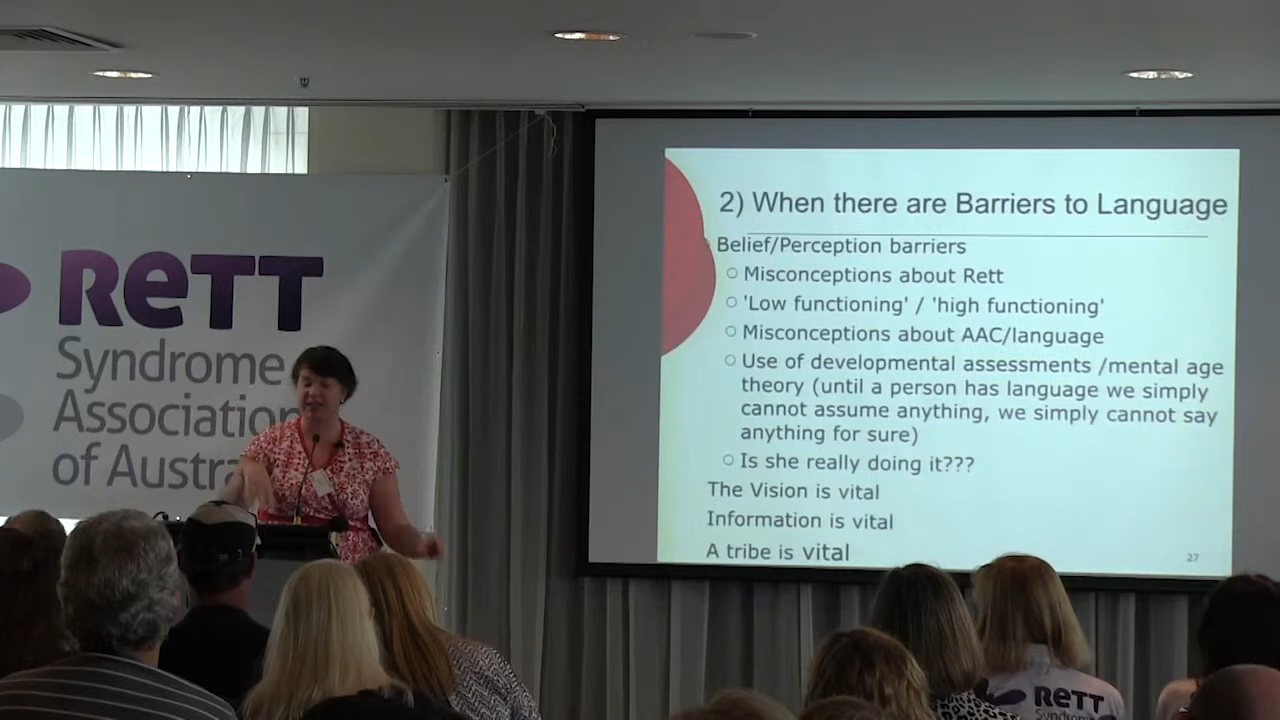 RETT
Syndrome
Association
of Austra
2) When there are Barriers to Language
Belief/Perception barriers
Misconceptions about Rett
'Low functioning' / 'high functioning'
Misconceptions about AAC/language
Use of developmental assessments /mental age
theory (until a person has language we simply
cannot assume anything, we simply cannot say
anything for sure)
Is she really doing it???
The Vision is vital
Information is vital
A tribe is vital
27
RETT
Syndrome